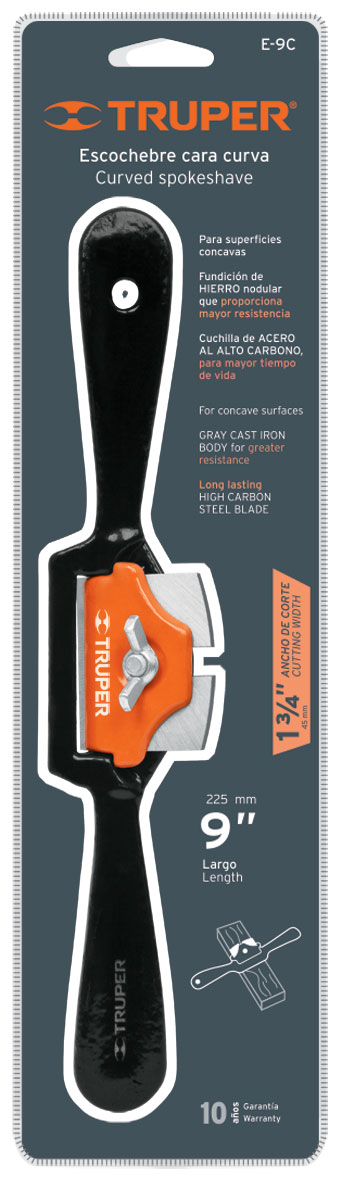 E-9C
TRUPER®
Escochebre cara curva
Curved spokeshave
Para superficies
concavas
Fundición de
HIERRO nodular
que proporciona
mayor resistencia
Cuchilla de ACERO
AL ALTO CARBONO,
para mayor tiempo
de vida
For concave surfaces
GRAY CAST IRON
BODY for greater
resistance
Long lasting
HIGH CARBON
STEEL BLADE
TRUPER
1 3/4"
ANCHO DE CORTE
CUTTING WIDTH
45 mm
225 mm
9"
Largo
Length
TRUPER
10 años
Garantía
Warranty